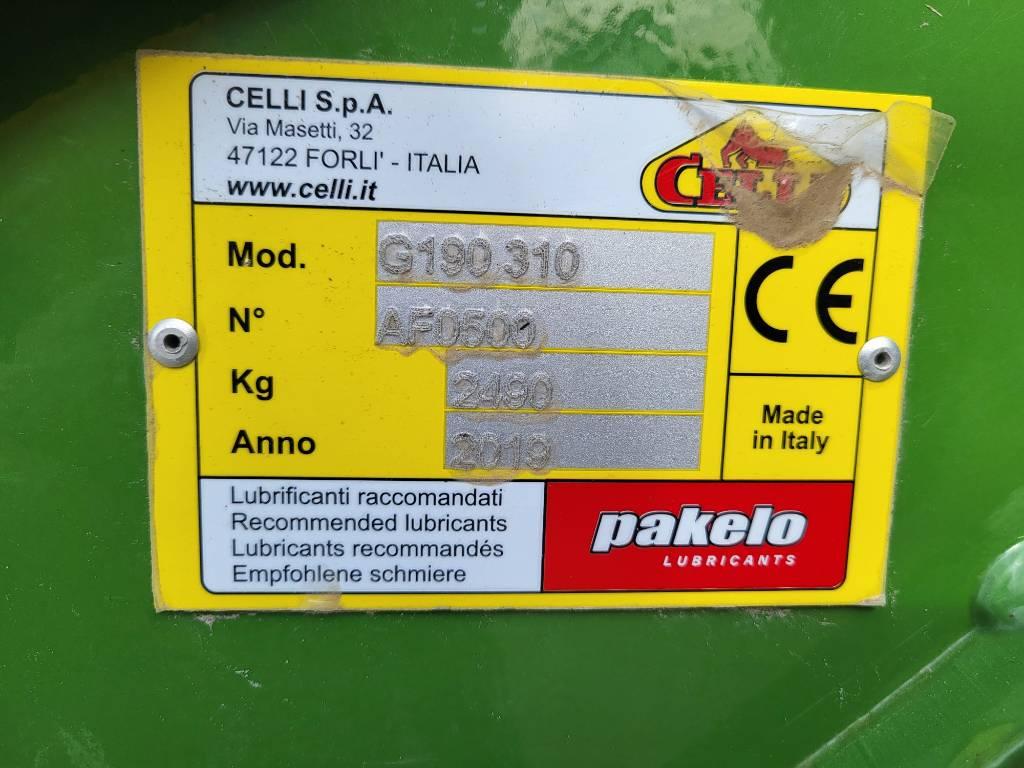 CELLI S.p.A.
Via Masetti, 32
47122 FORLI' - ITALIA
www.celli.it
CELLI
Mod. G190 310
N° AF0500
Kg 2490
Anno 2019
CE
Made
in Italy
Lubrificanti raccomandati
Recommended lubricants
Lubricants recommandés
Empfohlene schmiere
pakelo
LUBRICANTS